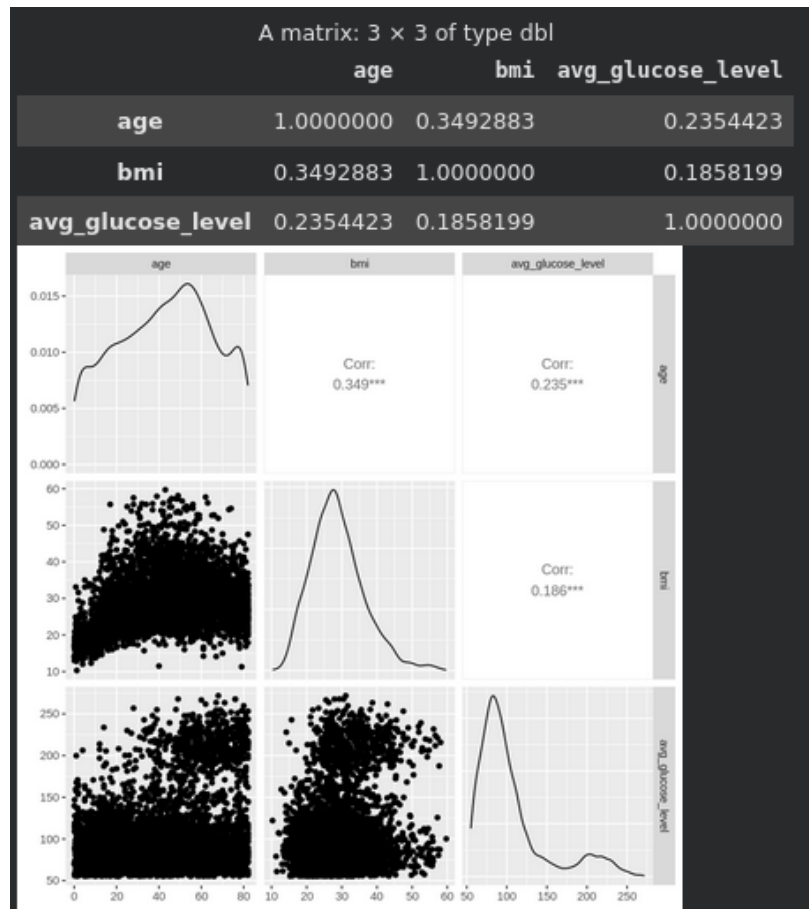 A matrix: 3 × 3 of type dbl
age bmi avg_glucose_level
age 1.0000000 0.3492883 0.2354423
bmi 0.3492883 1.0000000 0.1858199
avg_glucose_level 0.2354423 0.1858199 1.0000000
age bmi avg_glucose_level
0.015
0.010
0.005
0.000
Corr:
0.349***
Corr:
0.235***
age
60
50
40
30
20
10
Corr:
0.186***
bmi
250
200
150
100
50
avg_glucose_level
0 20 40 60 80 10 20 30 40 50 60 50 100 150 200 250